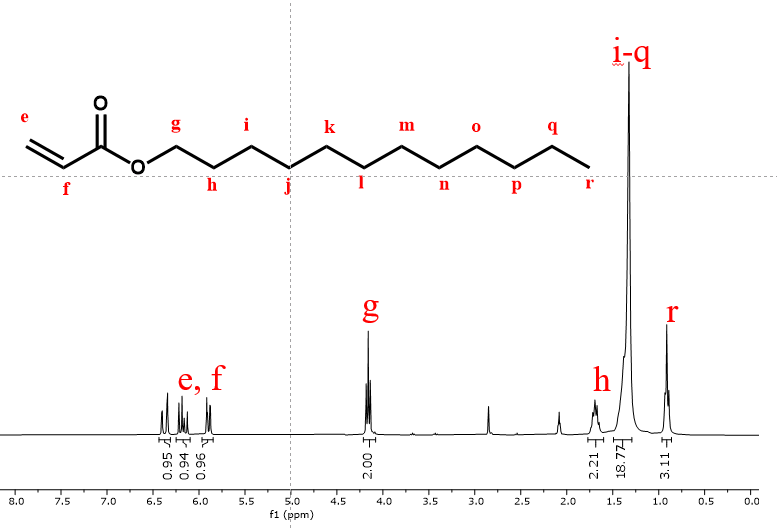 i-q
O
e
g
i
k
m
o
q
O
f
h
j
l
n
p
r
g
r
e, f
h
0.95
0.94
0.96
2.00
2.21
18.77
3.11
8.0 7.5 7.0 6.5 6.0 5.5 5.0 4.5 4.0 3.5 3.0 2.5 2.0 1.5 1.0 0.5 0.0
f1 (ppm)